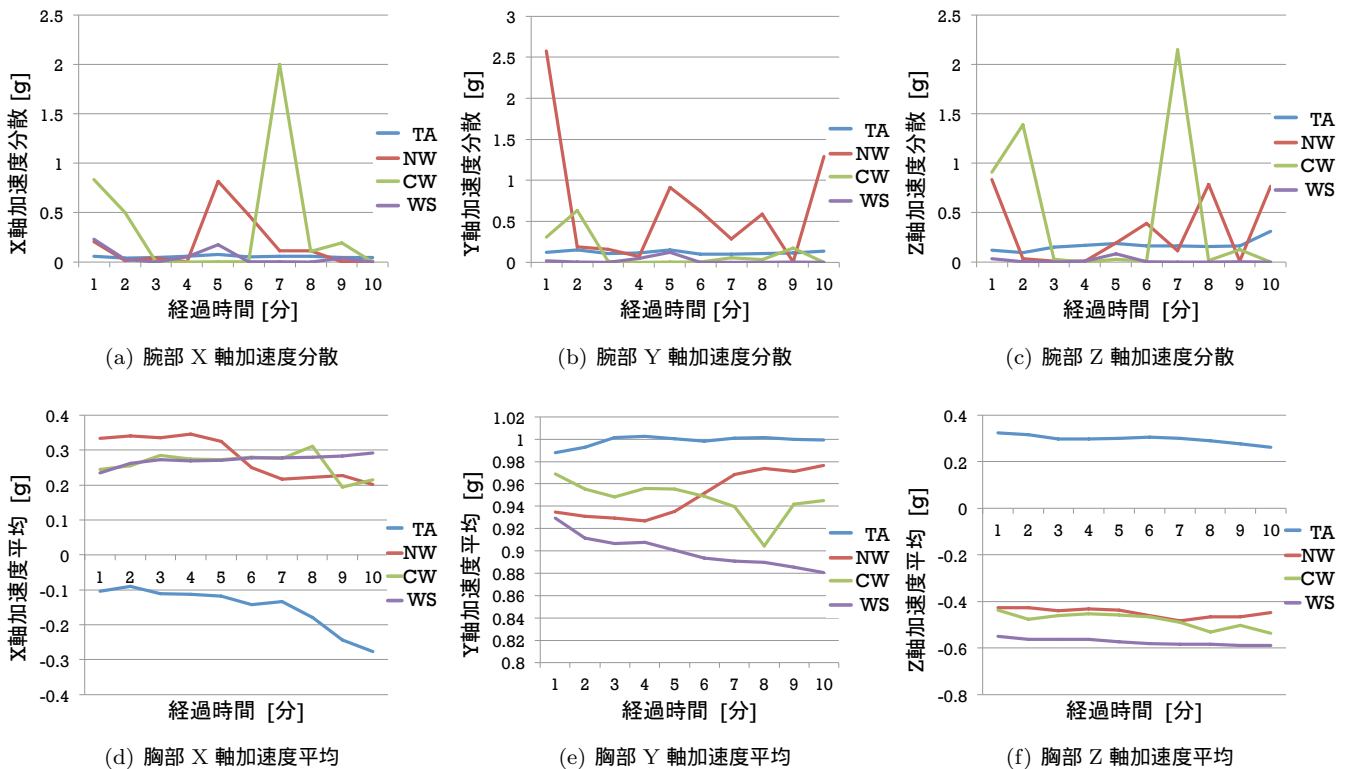 2.5
2
1.5
1
0.5
0
X軸加速度分散 [g]
1 2 3 4 5 6 7 8 9 10
経過時間 [分]
TA
NW
CW
WS
(a) 腕部 X 軸加速度分散
3
2.5
2
1.5
1
0.5
0
Y軸加速度分散 [g]
1 2 3 4 5 6 7 8 9 10
経過時間 [分]
TA
NW
CW
WS
(b) 腕部 Y 軸加速度分散
2.5
2
1.5
1
0.5
0
Z軸加速度分散 [g]
1 2 3 4 5 6 7 8 9 10
経過時間 [分]
TA
NW
CW
WS
(c) 腕部 Z 軸加速度分散
0.4
0.3
0.2
0.1
0
-0.1
-0.2
-0.3
-0.4
X軸加速度平均 [g]
1 2 3 4 5 6 7 8 9 10
経過時間 [分]
TA
NW
CW
WS
(d) 胸部 X 軸加速度平均
1.02
1
0.98
0.96
0.94
0.92
0.9
0.88
0.86
0.84
0.82
0.8
Y軸加速度平均 [g]
1 2 3 4 5 6 7 8 9 10
経過時間 [分]
TA
NW
CW
WS
(e) 胸部 Y 軸加速度平均
0.4
0.2
0
-0.2
-0.4
-0.6
-0.8
Z軸加速度平均 [g]
1 2 3 4 5 6 7 8 9 10
経過時間 [分]
TA
NW
CW
WS
(f) 胸部 Z 軸加速度平均